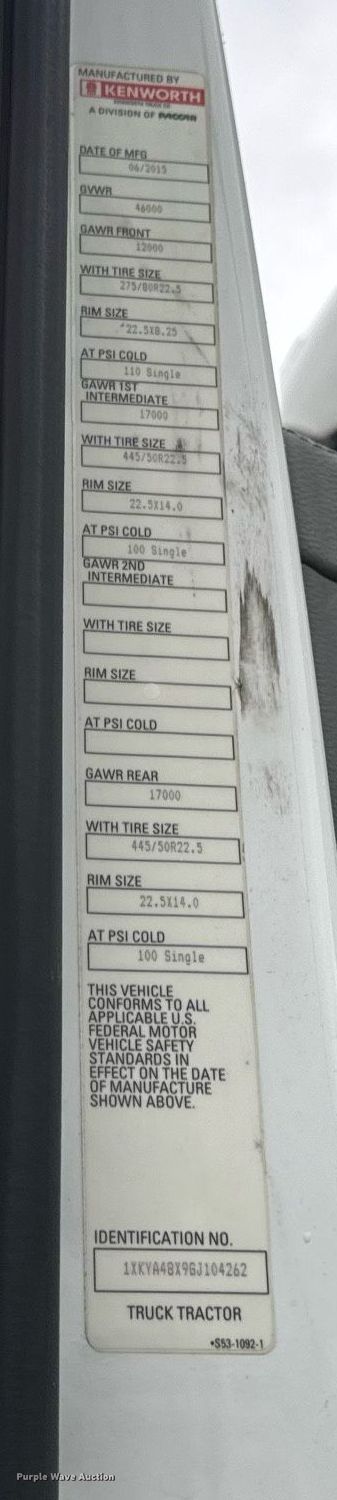 MANUFACTURED BY
KENWORTH
A DIVISION OF PACCAR
DATE OF MFG
06/2015
GVWR
46000
GAWR FRONT
12000
WITH TIRE SIZE
275/80R22.5
RIM SIZE
22.5X8.25
AT PSI COLD
110 Single
GAWR 1ST
INTERMEDIATE
17000
WITH TIRE SIZE
445/50R22.5
RIM SIZE
22.5X14.0
AT PSI COLD
100 Single
GAWR 2ND
INTERMEDIATE
WITH TIRE SIZE
RIM SIZE
AT PSI COLD
GAWR REAR
17000
WITH TIRE SIZE
445/50R22.5
RIM SIZE
22.5X14.0
AT PSI COLD
100 Single
THIS VEHICLE
CONFORMS TO ALL
APPLICABLE U.S.
FEDERAL MOTOR
VEHICLE SAFETY
STANDARDS IN
EFFECT ON THE DATE
OF MANUFACTURE
SHOWN ABOVE.
IDENTIFICATION NO.
1XKYA48X9GJ104262
TRUCK TRACTOR
•S53-1092-1
Purple Wave Auction